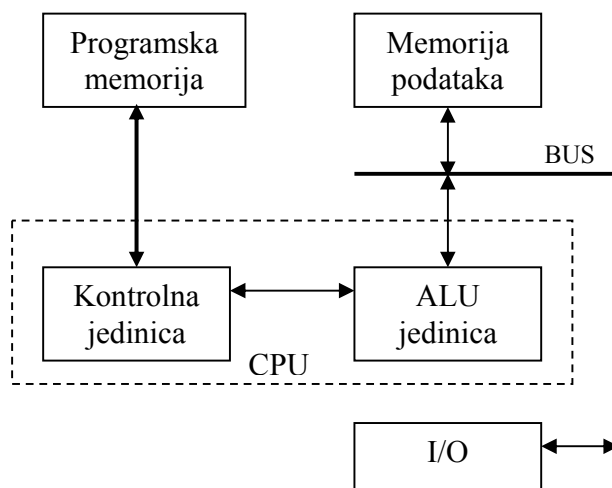 Programska
memorija
Memorija
podataka
BUS
Kontrolna
jedinica
ALU
jedinica
CPU
I/O